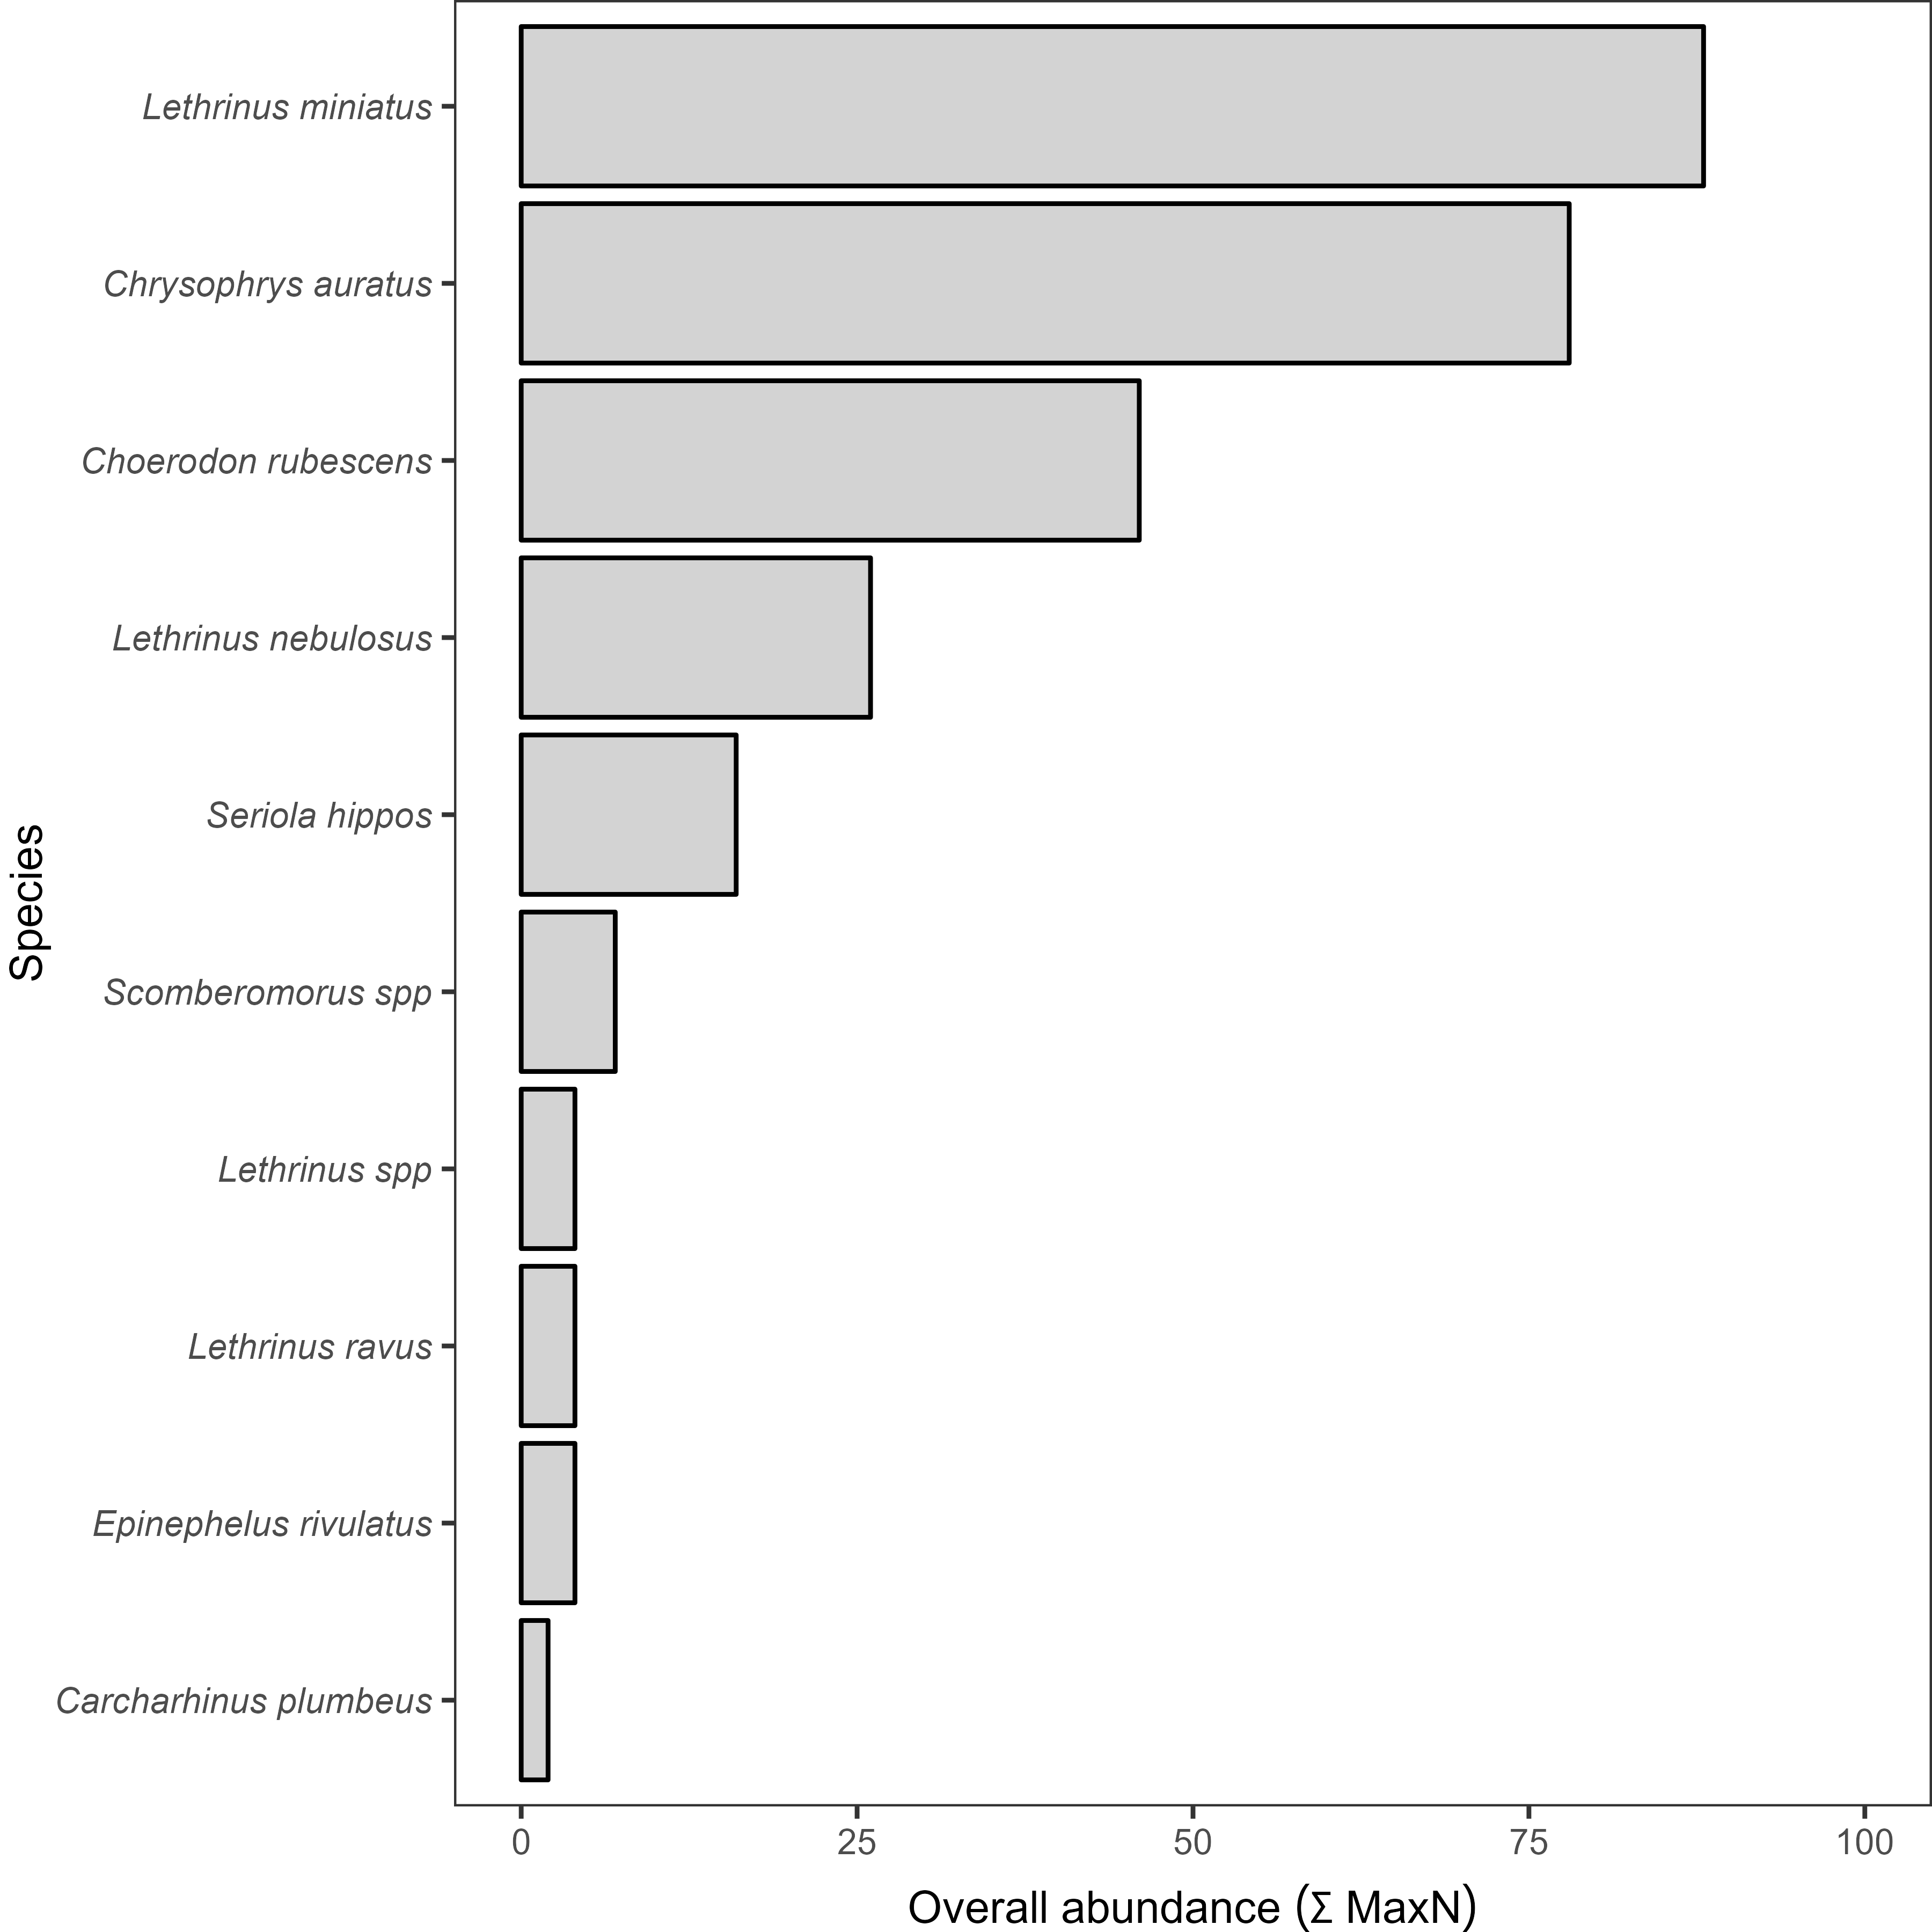 Species
Lethrinus miniatus
Chrysophrys auratus
Choerodon rubescens
Lethrinus nebulosus
Seriola hippos
Scomberomorus spp
Lethrinus spp
Lethrinus ravus
Epinephelus rivulatus
Carcharhinus plumbeus
0 25 50 75 100
Overall abundance (Σ MaxN)